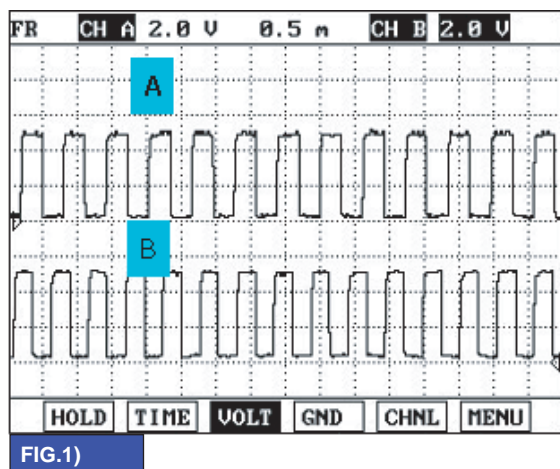 FR CH A 2.0 V 0.5 m CH B 2.0 V
A
B
HOLD TIME VOLT GND CHNL MENU
FIG.1)